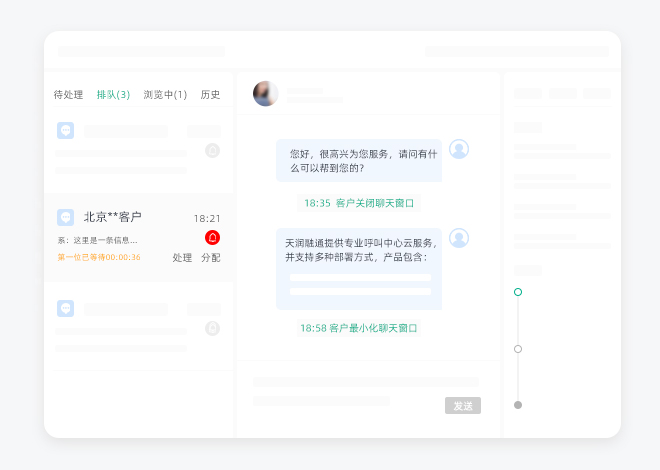 待处理 排队(3) 浏览中(1) 历史
北京**客户 18:21
系：这里是一条信息...
第一位已等待00:00:36 处理 分配
您好，很高兴为您服务，请问有什
么可以帮到您的？
18:35 客户关闭聊天窗口
天润融通提供专业呼叫中心云服务，
并支持多种部署方式，产品包含：
18:58 客户最小化聊天窗口
发送